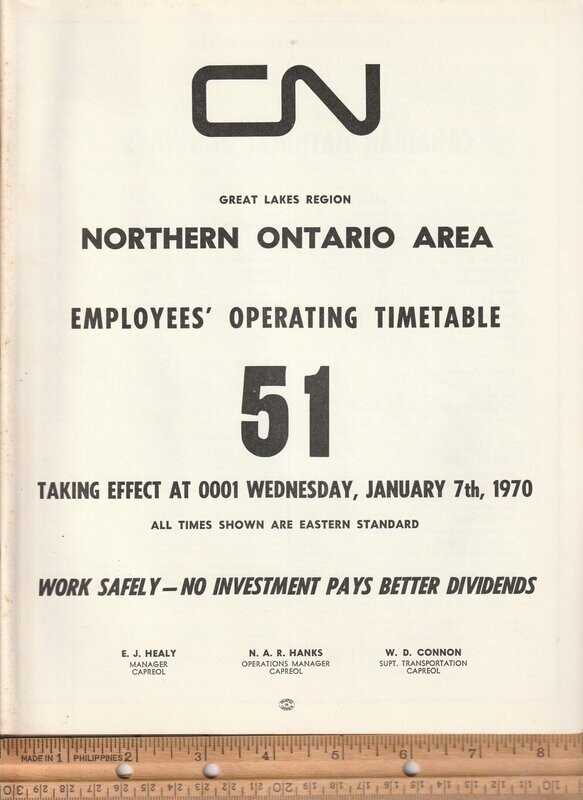 CN
GREAT LAKES REGION
NORTHERN ONTARIO AREA
EMPLOYEES' OPERATING TIMETABLE
51
TAKING EFFECT AT 0001 WEDNESDAY, JANUARY 7th, 1970
ALL TIMES SHOWN ARE EASTERN STANDARD
WORK SAFELY — NO INVESTMENT PAYS BETTER DIVIDENDS
E. J. HEALY
MANAGER
CAPREOL
N. A. R. HANKS
OPERATIONS MANAGER
CAPREOL
W. D. CONNON
SUPT. TRANSPORTATION
CAPREOL
MADE IN 1 PHILIPPINES 2 3 4 5 6 7 8